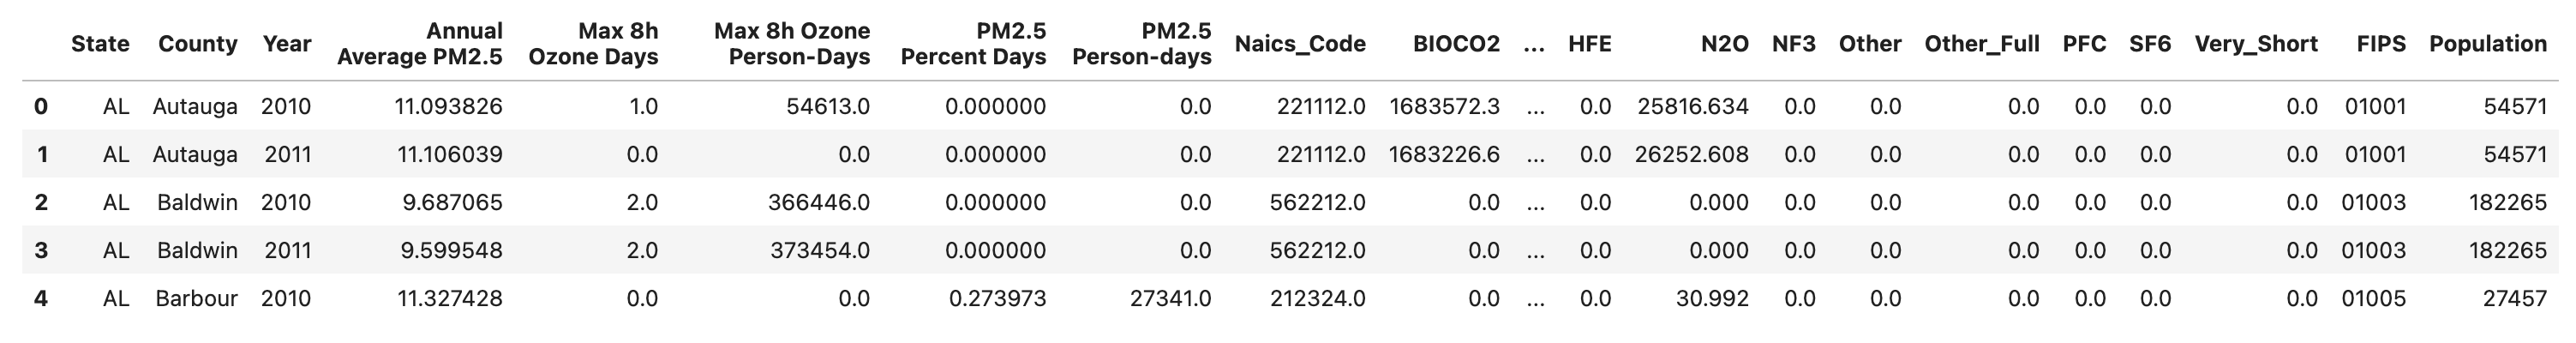 State County Year Annual Average PM2.5 Max 8h Ozone Days Max 8h Ozone Person-Days PM2.5 Percent Days PM2.5 Person-days Naics_Code BIOCO2 ... HFE N2O NF3 Other Other_Full PFC SF6 Very_Short FIPS Population
0 AL Autauga 2010 11.093826 1.0 54613.0 0.000000 0.0 221112.0 1683572.3 ... 0.0 25816.634 0.0 0.0 0.0 0.0 0.0 0.0 01001 54571
1 AL Autauga 2011 11.106039 0.0 0.0 0.000000 0.0 221112.0 1683226.6 ... 0.0 26252.608 0.0 0.0 0.0 0.0 0.0 0.0 01001 54571
2 AL Baldwin 2010 9.687065 2.0 366446.0 0.000000 0.0 562212.0 0.0 ... 0.0 0.000 0.0 0.0 0.0 0.0 0.0 0.0 01003 182265
3 AL Baldwin 2011 9.599548 2.0 373454.0 0.000000 0.0 562212.0 0.0 ... 0.0 0.000 0.0 0.0 0.0 0.0 0.0 0.0 01003 182265
4 AL Barbour 2010 11.327428 0.0 0.0 0.273973 27341.0 212324.0 0.0 ... 0.0 30.992 0.0 0.0 0.0 0.0 0.0 0.0 01005 27457